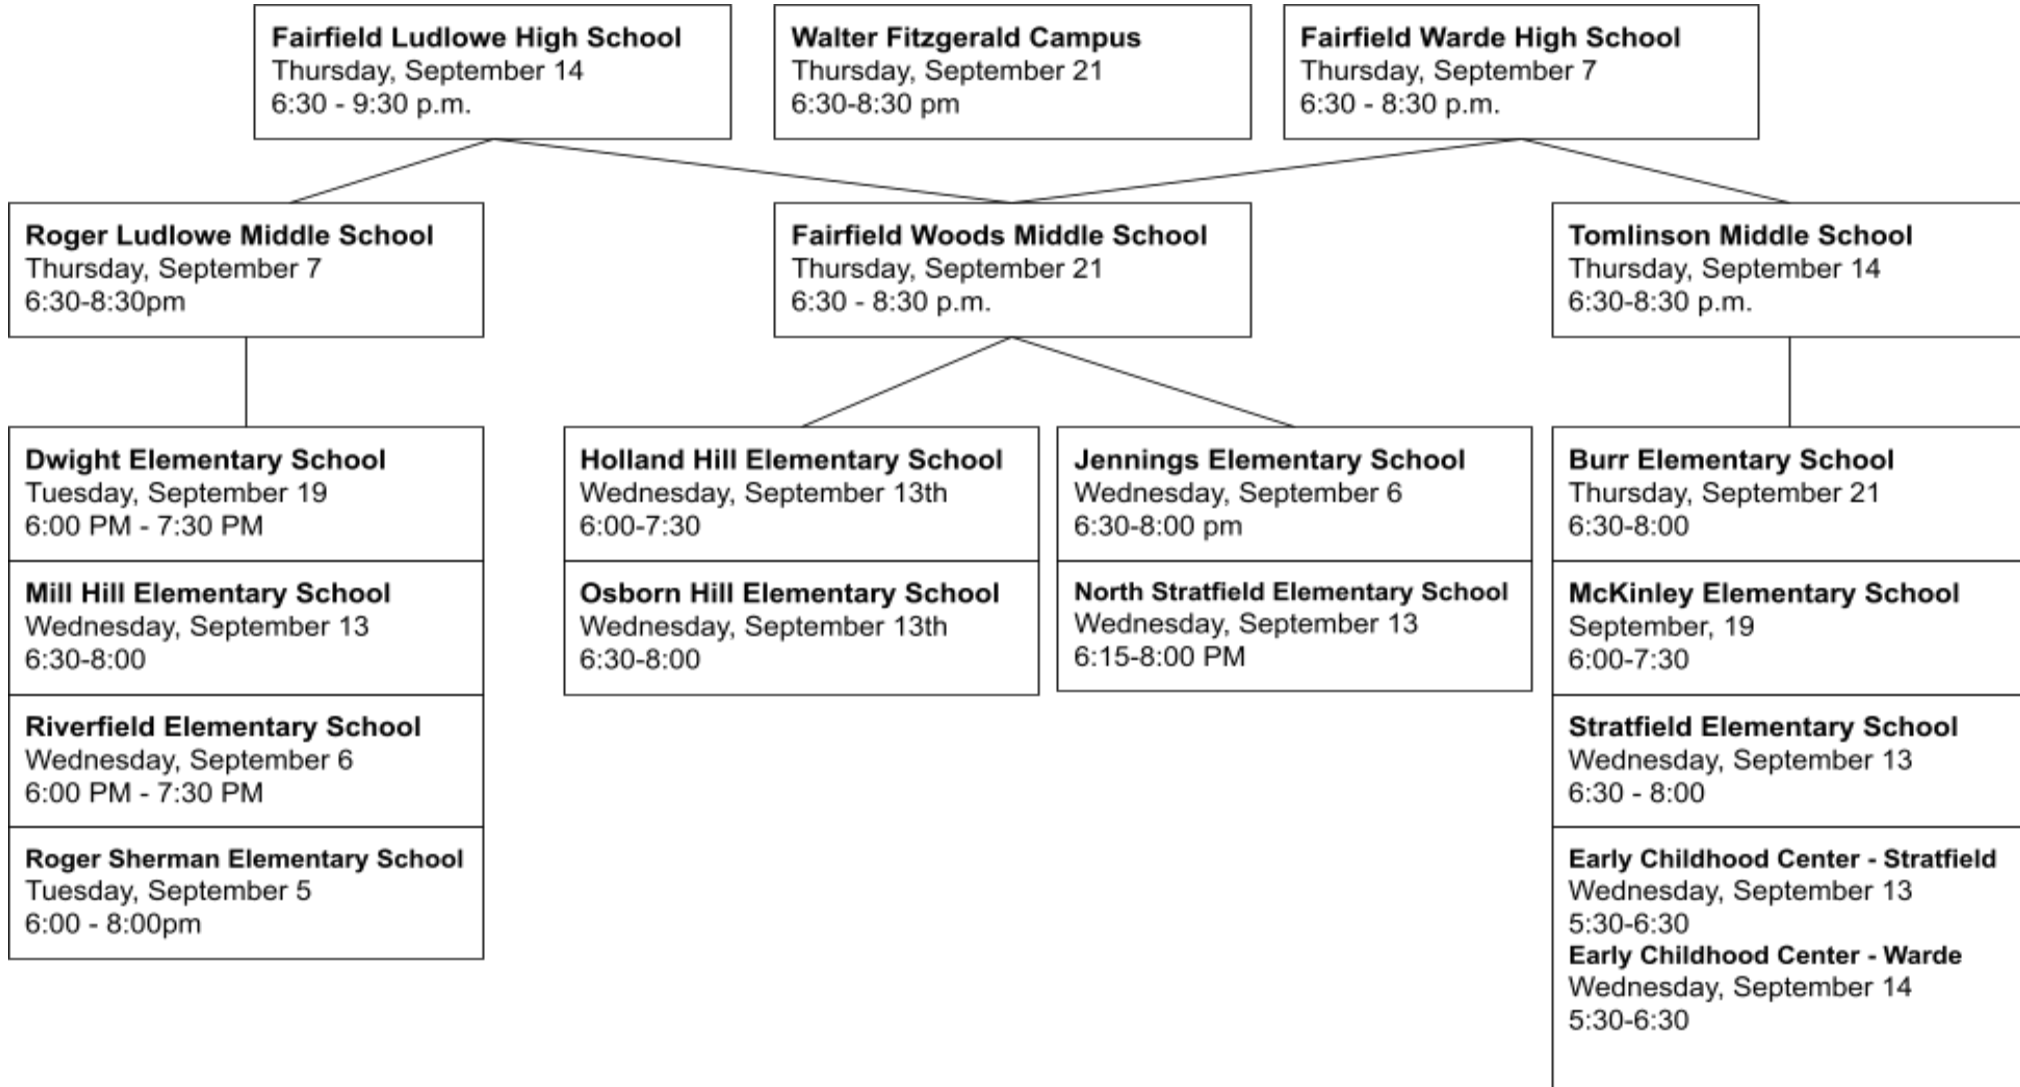 Fairfield Ludlowe High School
Thursday, September 14
6:30 - 9:30 p.m.
Walter Fitzgerald Campus
Thursday, September 21
6:30-8:30 pm
Fairfield Warde High School
Thursday, September 7
6:30 - 8:30 p.m.
Roger Ludlowe Middle School
Thursday, September 7
6:30-8:30pm
Fairfield Woods Middle School
Thursday, September 21
6:30 - 8:30 p.m.
Tomlinson Middle School
Thursday, September 14
6:30-8:30 p.m.
Dwight Elementary School
Tuesday, September 19
6:00 PM - 7:30 PM
Mill Hill Elementary School
Wednesday, September 13
6:30-8:00
Riverfield Elementary School
Wednesday, September 6
6:00 PM - 7:30 PM
Roger Sherman Elementary School
Tuesday, September 5
6:00 - 8:00pm
Holland Hill Elementary School
Wednesday, September 13th
6:00-7:30
Osborn Hill Elementary School
Wednesday, September 13th
6:30-8:00
Jennings Elementary School
Wednesday, September 6
6:30-8:00 pm
North Stratfield Elementary School
Wednesday, September 13
6:15-8:00 PM
Burr Elementary School
Thursday, September 21
6:30-8:00
McKinley Elementary School
September, 19
6:00-7:30
Stratfield Elementary School
Wednesday, September 13
6:30 - 8:00
Early Childhood Center - Stratfield
Wednesday, September 13
5:30-6:30
Early Childhood Center - Warde
Wednesday, September 14
5:30-6:30